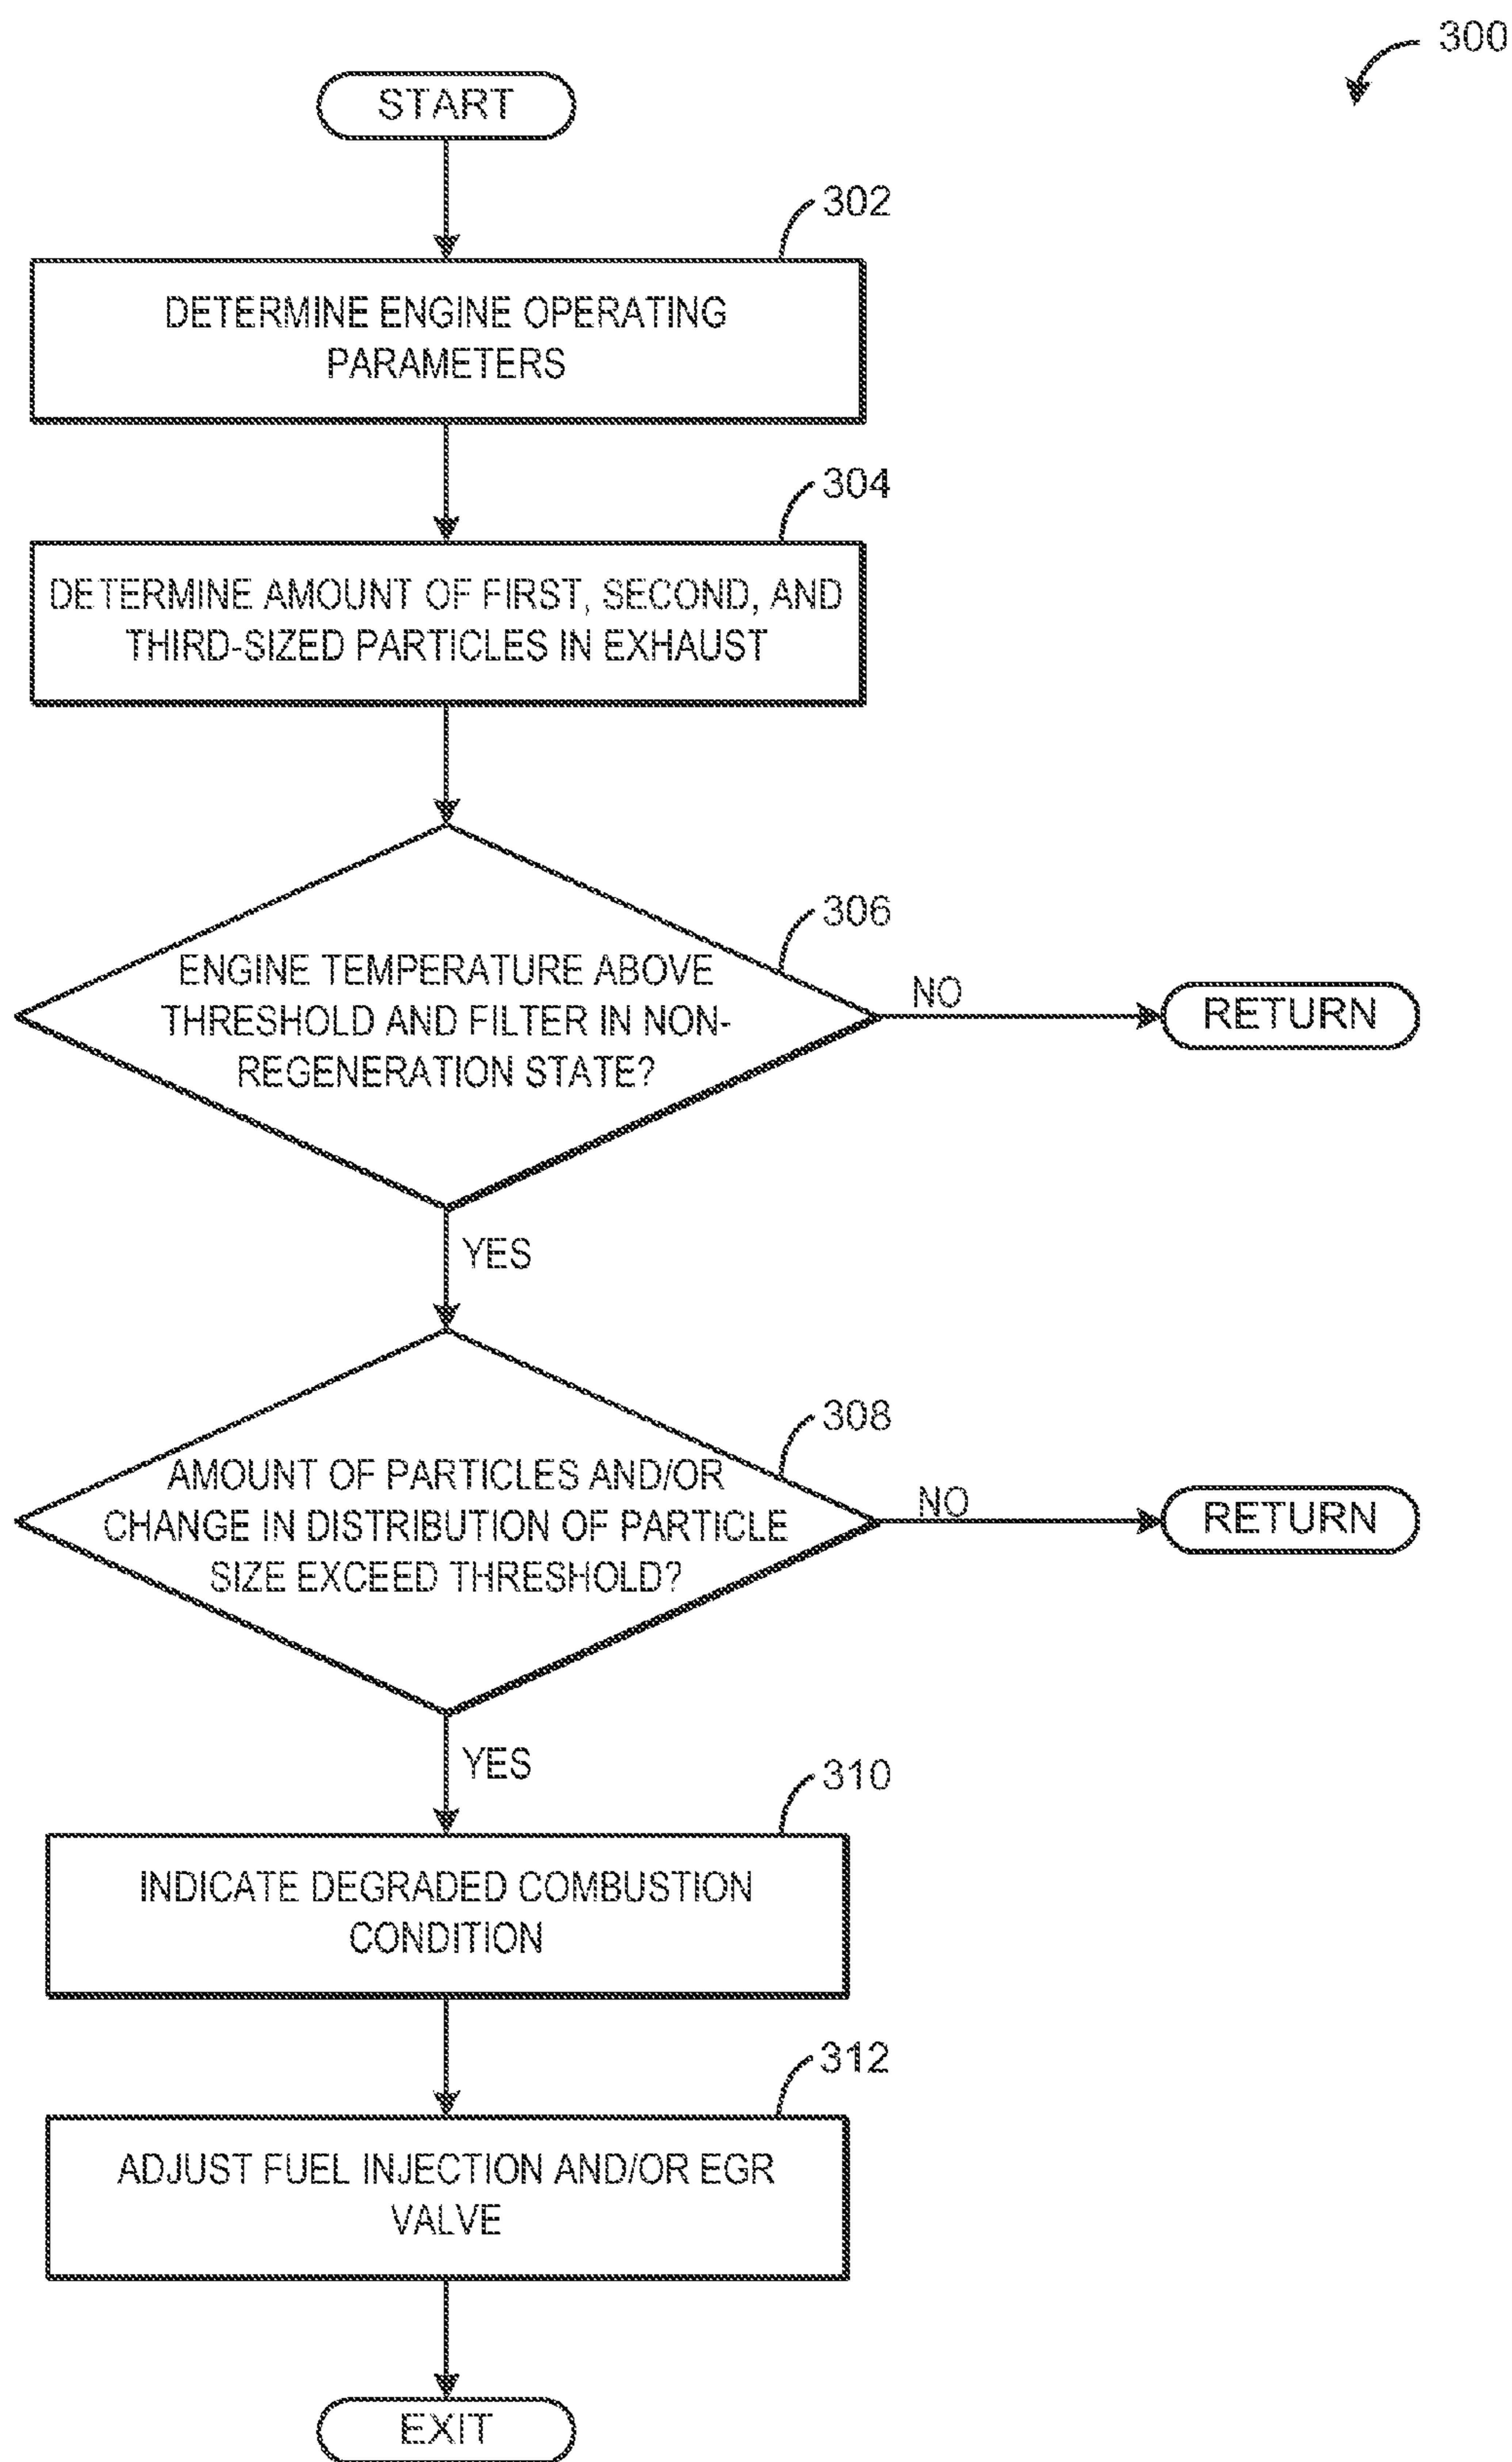 300
START
302
DETERMINE ENGINE OPERATING
PARAMETERS
304
DETERMINE AMOUNT OF FIRST, SECOND, AND
THIRD-SIZED PARTICLES IN EXHAUST
306
ENGINE TEMPERATURE ABOVE
THRESHOLD AND FILTER IN NON-
REGENERATION STATE?
NO
RETURN
YES
308
AMOUNT OF PARTICLES AND/OR
CHANGE IN DISTRIBUTION OF PARTICLE
SIZE EXCEED THRESHOLD?
NO
RETURN
YES
310
INDICATE DEGRADED COMBUSTION
CONDITION
312
ADJUST FUEL INJECTION AND/OR EGR
VALVE
EXIT